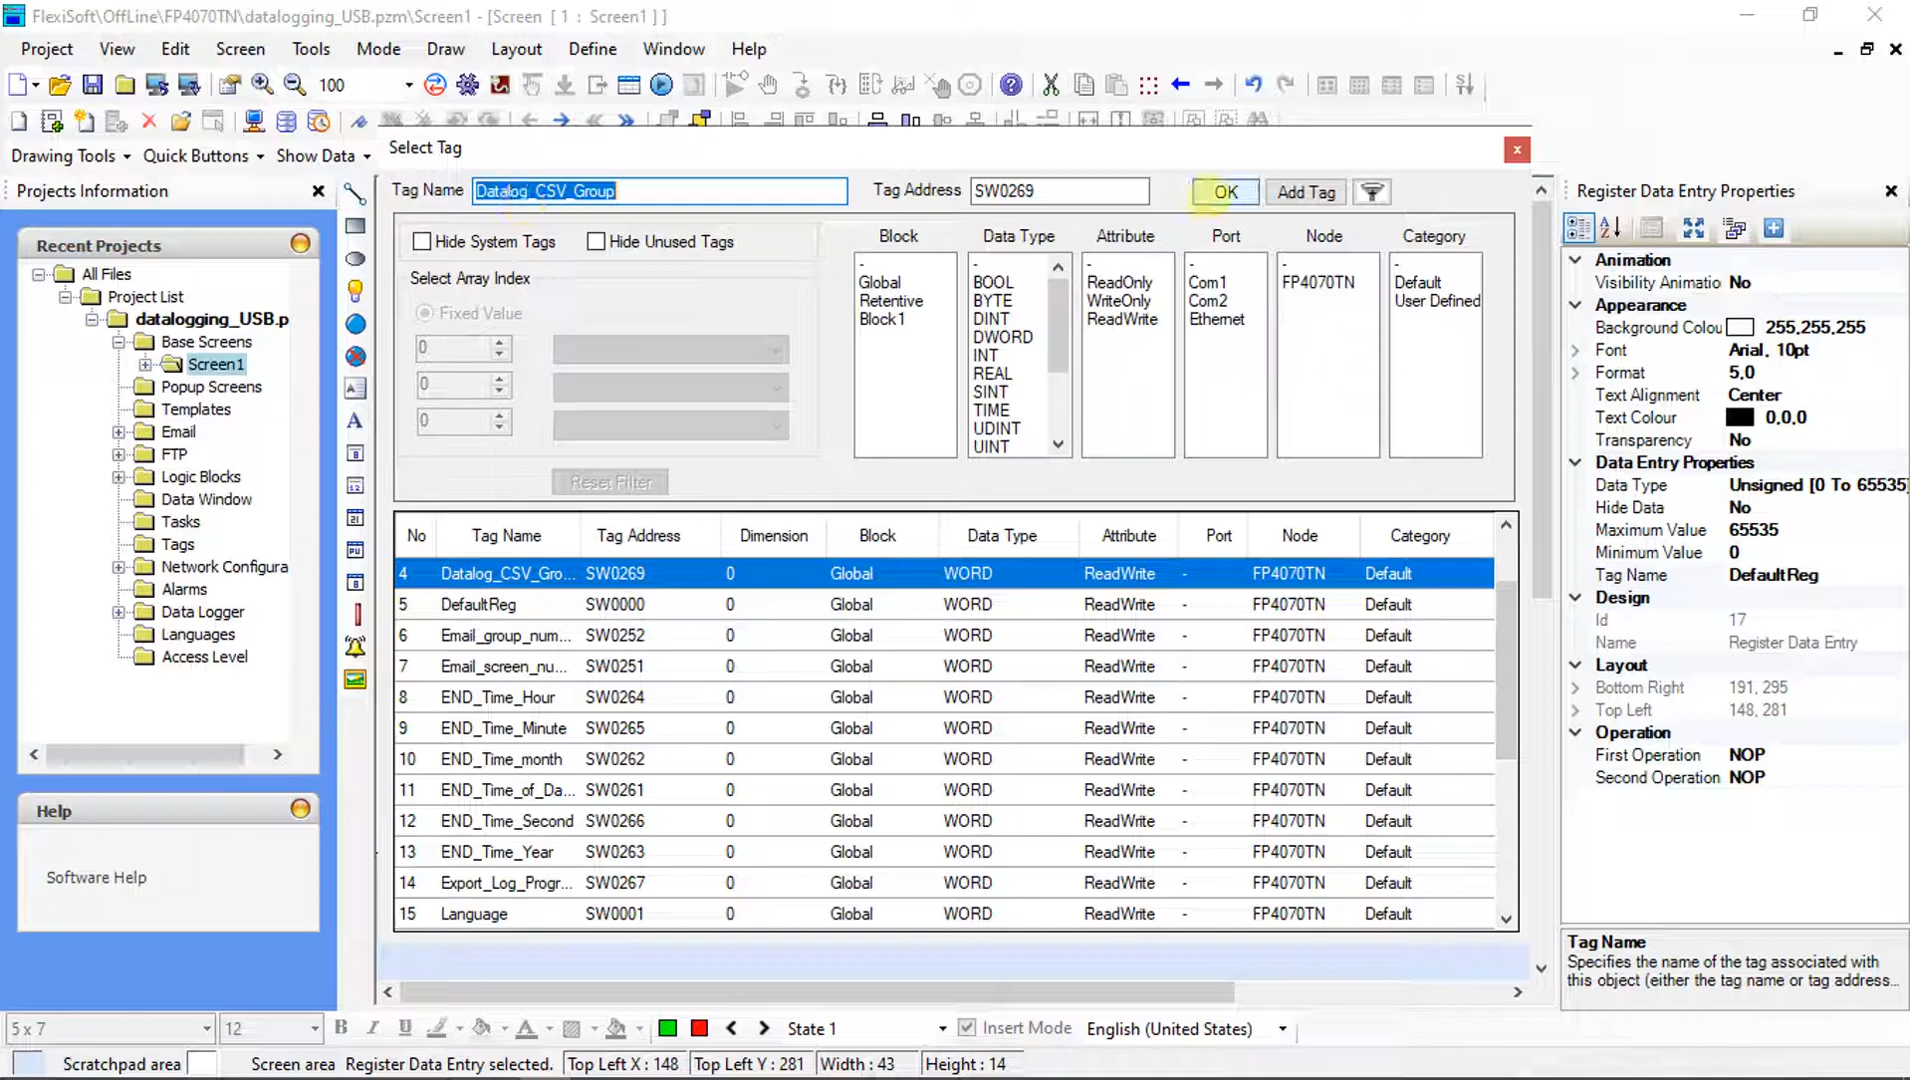 FlexiSoft\OffLine\FP4070TN\datalogging_USB.pzm\Screen1 - [Screen [ 1 : Screen1 ] ]
Project View Edit Screen Tools Mode Draw Layout Define Window Help
100
Drawing Tools Quick Buttons Show Data
Projects Information
Recent Projects
All Files
Project List
datalogging_USB.p
Base Screens
Screen1
Popup Screens
Templates
Email
FTP
Logic Blocks
Data Window
Tasks
Tags
Network Configura
Alarms
Data Logger
Languages
Access Level
Help
Software Help
Select Tag
Tag Name Datalog_CSV_Group Tag Address SW0269 OK Add Tag
Hide System Tags Hide Unused Tags
Select Array Index
Fixed Value
0
0
0
Reset Filter
Block
-
Global
Retentive
Block1
Data Type
-
BOOL
BYTE
DINT
DWORD
INT
REAL
SINT
TIME
UDINT
UINT
Attribute
-
ReadOnly
WriteOnly
ReadWrite
Port
-
Com1
Com2
Ethernet
Node
-
FP4070TN
Category
-
Default
User Defined
No Tag Name Tag Address Dimension Block Data Type Attribute Port Node Category
4 Datalog_CSV_Gro... SW0269 0 Global WORD ReadWrite - FP4070TN Default
5 DefaultReg SW0000 0 Global WORD ReadWrite - FP4070TN Default
6 Email_group_num... SW0252 0 Global WORD ReadWrite - FP4070TN Default
7 Email_screen_nu... SW0251 0 Global WORD ReadWrite - FP4070TN Default
8 END_Time_Hour SW0264 0 Global WORD ReadWrite - FP4070TN Default
9 END_Time_Minute SW0265 0 Global WORD ReadWrite - FP4070TN Default
10 END_Time_month SW0262 0 Global WORD ReadWrite - FP4070TN Default
11 END_Time_of_Da... SW0261 0 Global WORD ReadWrite - FP4070TN Default
12 END_Time_Second SW0266 0 Global WORD ReadWrite - FP4070TN Default
13 END_Time_Year SW0263 0 Global WORD ReadWrite - FP4070TN Default
14 Export_Log_Progr... SW0267 0 Global WORD ReadWrite - FP4070TN Default
15 Language SW0001 0 Global WORD ReadWrite - FP4070TN Default
Register Data Entry Properties
Animation
Visibility Animatio No
Appearance
Background Colou 255,255,255
Font Arial, 10pt
Format 5,0
Text Alignment Center
Text Colour 0,0,0
Transparency No
Data Entry Properties
Data Type Unsigned [0 To 65535]
Hide Data No
Maximum Value 65535
Minimum Value 0
Tag Name DefaultReg
Design
Id 17
Name Register Data Entry
Layout
Bottom Right 191, 295
Top Left 148, 281
Operation
First Operation NOP
Second Operation NOP
Tag Name
Specifies the name of the tag associated with
this object (either the tag name or tag address...
5 x 7 12 B I U A State 1 Insert Mode English (United States)
Scratchpad area Screen area Register Data Entry selected. Top Left X : 148 Top Left Y : 281 Width : 43 Height : 14